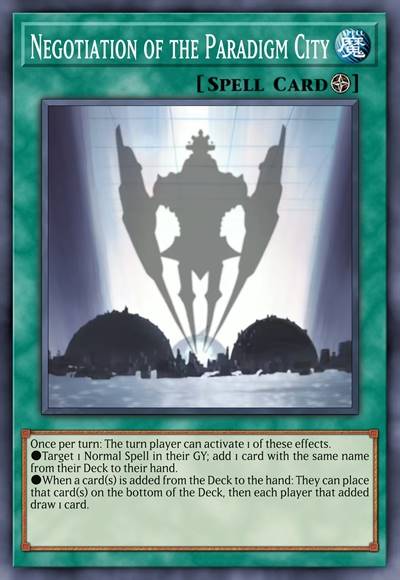 NEGOTIATION OF THE PARADIGM CITY
魔
[SPELL CARD]
Once per turn: The turn player can activate 1 of these effects.
●Target 1 Normal Spell in their GY; add 1 card with the same name
from their Deck to their hand.
●When a card(s) is added from the Deck to the hand: They can place
that card(s) on the bottom of the Deck, then each player that added
draw 1 card.